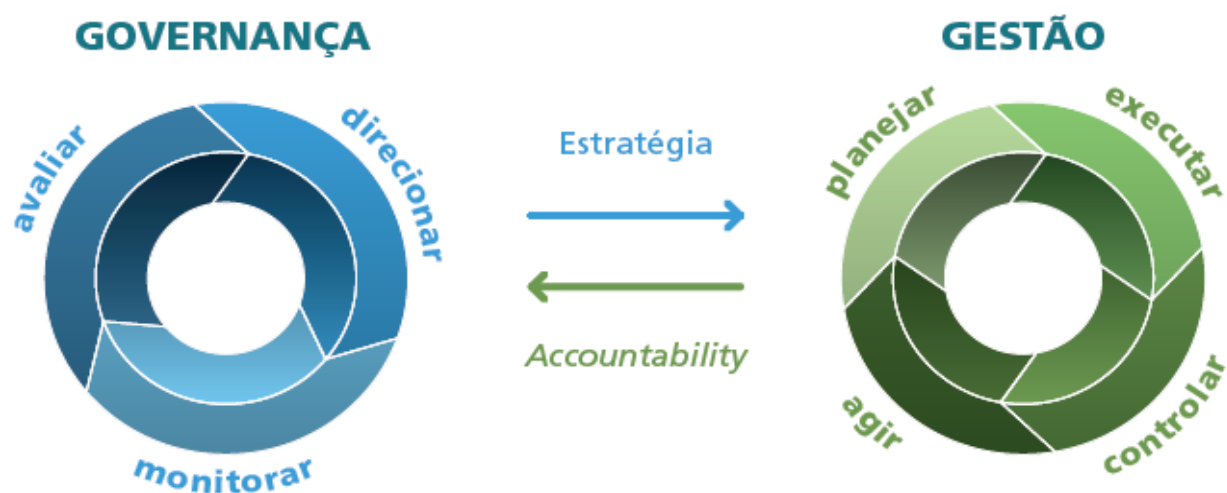 GOVERNANÇA
GESTÃO
avaliar
direcionar
monitorar
Estratégia
Accountability
planejar
executar
controlar
agir